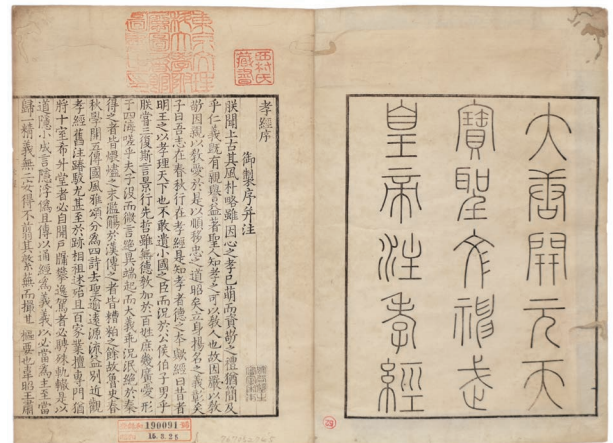 大唐開元天
寶聖文神武
皇帝注孝經
御製序并注
孝經序
朕聞上古其風朴略雖因心之孝已萌而資敬之禮猶簡及
乎仁義既有親譽益著聖人知孝之可以教人也故因嚴以教
敬因親以教愛於是以順移忠之道昭矣立身揚名之義彰矣
子曰吾志在春秋行在孝經是知孝者德之本歟經曰昔者
明王之以孝理天下也不敢遺小國之臣而況於公侯伯子男乎
朕嘗三復斯言景行先哲雖無德教加於百姓庶幾廣愛形
于四海嗟乎夫子没而微言絶異端起而大義乖況泯絶於秦
得之者皆煨燼之末濫觴於漢傳之者皆糟粕之餘故魯史春
秋學開五傳國風雅頌分為四詩去聖逾遠源流益別近觀
孝經舊注踳駮尤甚至於跡相祖述殆且百家業擅專門猶
將十室希升堂者必自開戶牖攀逸駕者必騁殊軌轍是以
道隱小成言隱浮偽且傳以通經為義義以必當為主至當
歸一精義無二安得不翦其繁蕪而撮其樞要也韋昭王肅
190091